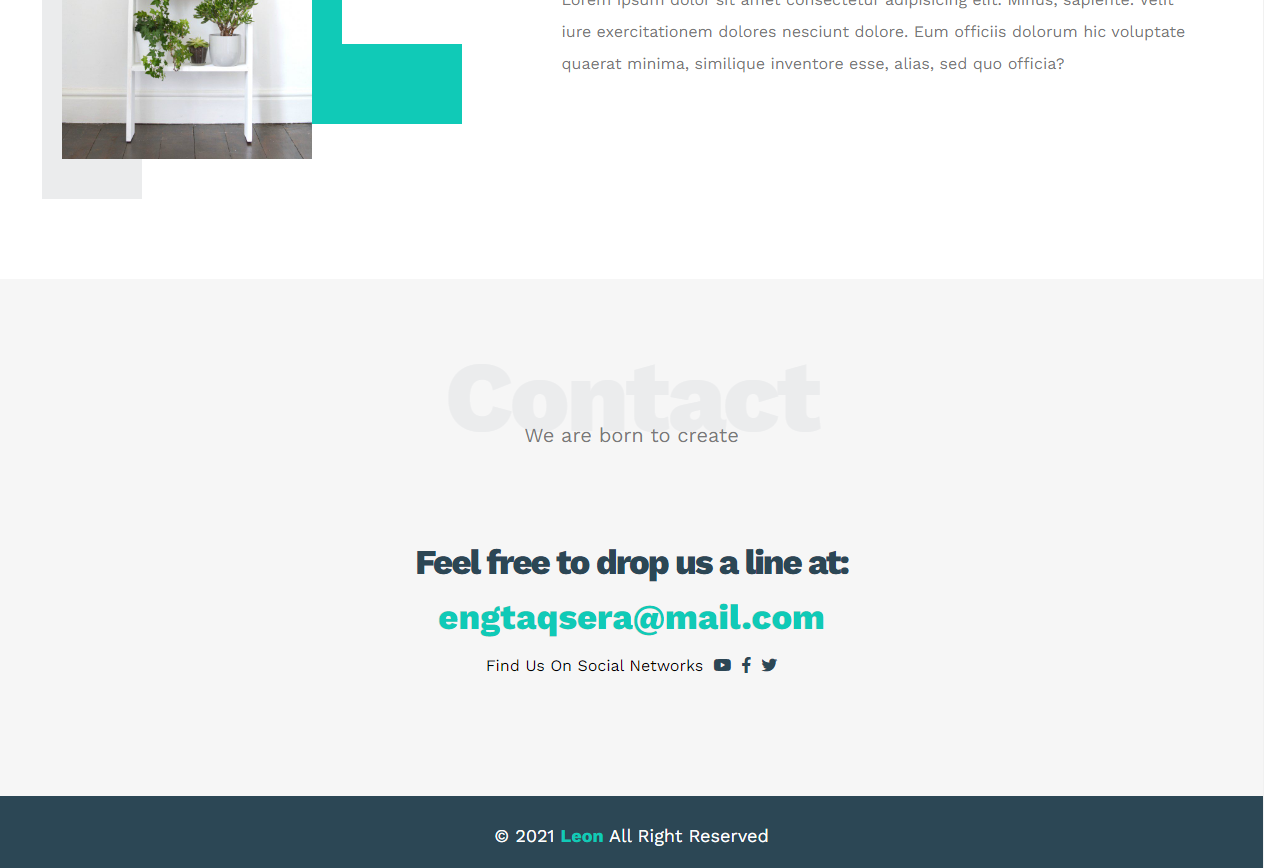 Lorem ipsum dolor sit amet consectetur adipisicing elit. Minus, sapiente. Velit
iure exercitationem dolores nesciunt dolore. Eum officiis dolorum hic voluptate
quaerat minima, similique inventore esse, alias, sed quo officia?
Contact
We are born to create
Feel free to drop us a line at:
engtaqsera@mail.com
Find Us On Social Networks
© 2021 Leon All Right Reserved